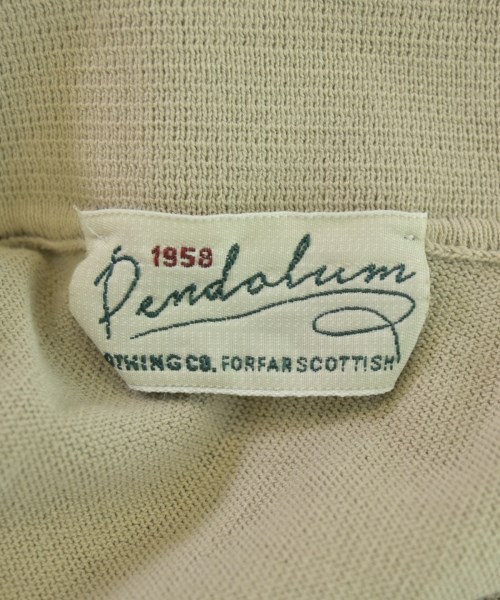 1958
Pendolum
OTHING CO. FORFAR SCOTTISH